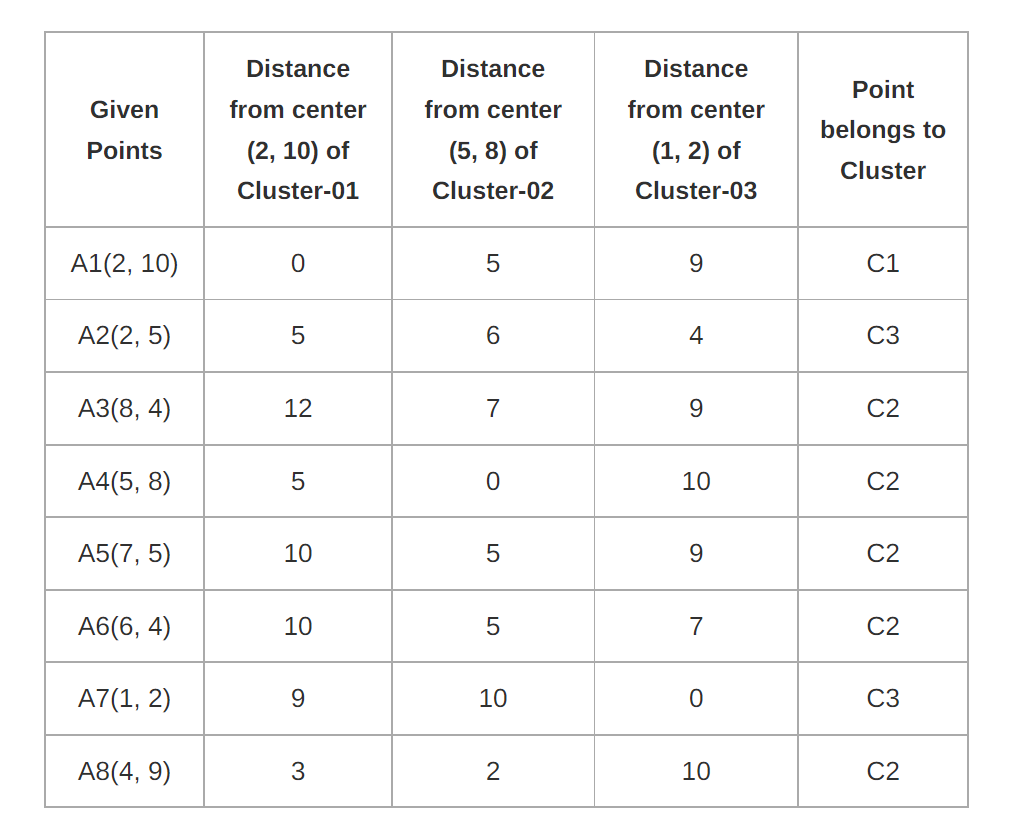 Given
Points
Distance
from center
(2, 10) of
Cluster-01
Distance
from center
(5, 8) of
Cluster-02
Distance
from center
(1, 2) of
Cluster-03
Point
belongs to
Cluster
A1(2, 10) 0 5 9 C1
A2(2, 5) 5 6 4 C3
A3(8, 4) 12 7 9 C2
A4(5, 8) 5 0 10 C2
A5(7, 5) 10 5 9 C2
A6(6, 4) 10 5 7 C2
A7(1, 2) 9 10 0 C3
A8(4, 9) 3 2 10 C2